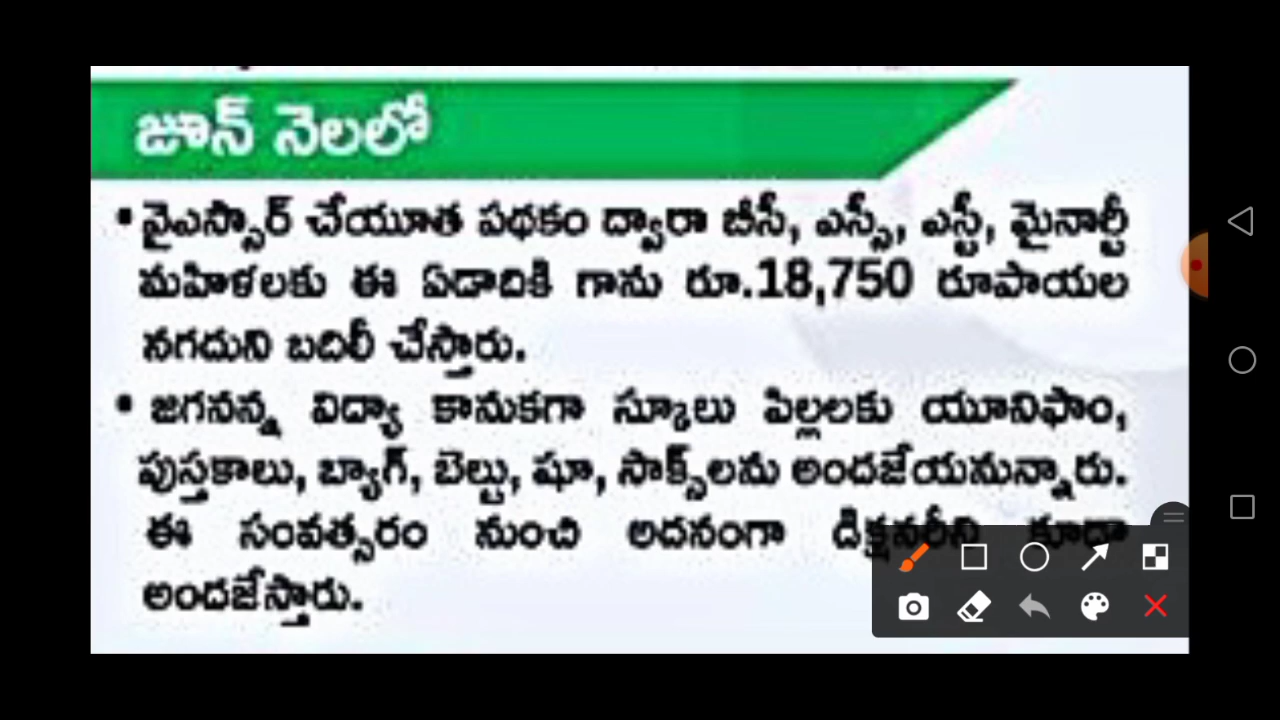 జూన్ నెలలో
• వైఎస్సార్ చేయూత పథకం ద్వారా బీసీ, ఎస్సీ, ఎస్టీ, మైనార్టీ
మహిళలకు ఈ ఏడాదికి గాను రూ.18,750 రూపాయల
నగదుని బదిలీ చేస్తారు.
• జగనన్న విద్యా కానుకగా స్కూలు పిల్లలకు యూనిఫాం,
పుస్తకాలు, బ్యాగ్, బెల్టు, షూ, సాక్స్‌లను అందజేయనున్నారు.
ఈ సంవత్సరం నుంచి అదనంగా డిక్షనరీని కూడా
అందజేస్తారు.